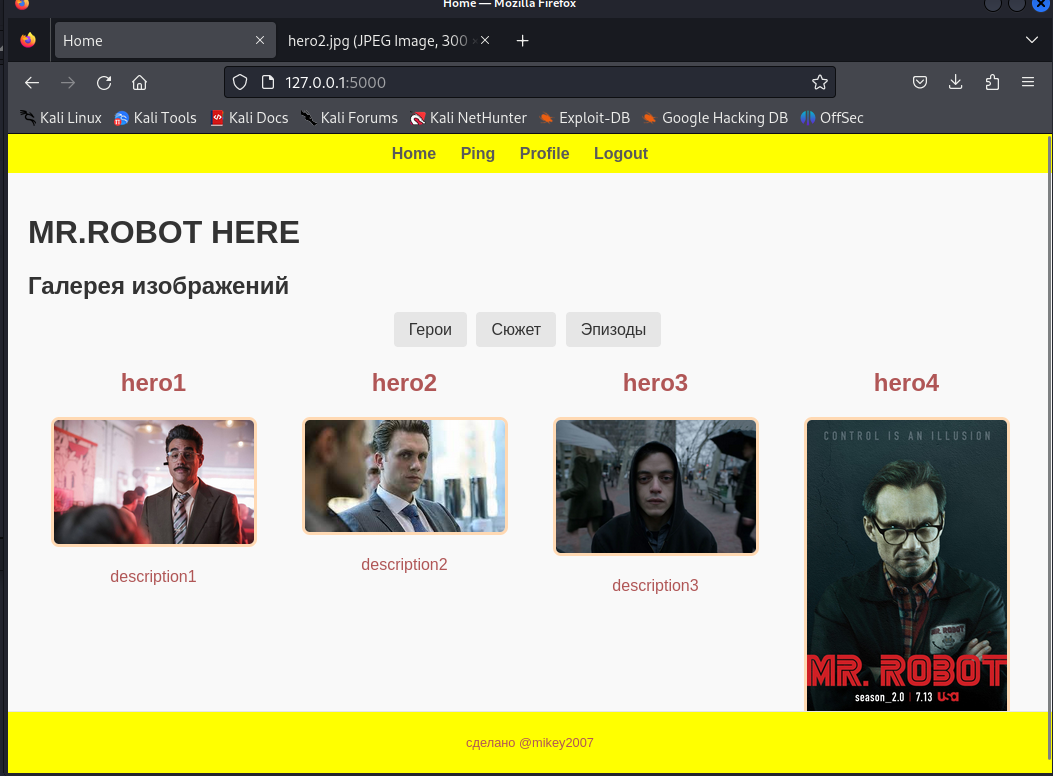 Home — Mozilla Firefox
Home
hero2.jpg (JPEG Image, 300
127.0.0.1:5000
Kali Linux Kali Tools Kali Docs Kali Forums Kali NetHunter Exploit-DB Google Hacking DB OffSec
Home Ping Profile Logout
MR.ROBOT HERE
Галерея изображений
Герои Сюжет Эпизоды
hero1 hero2 hero3 hero4
CONTROL IS AN ILLUSION
description1 description2 description3
MR. ROBOT
MR. ROBOT
season_2.0 | 7.13 USA
сделано @mikey2007